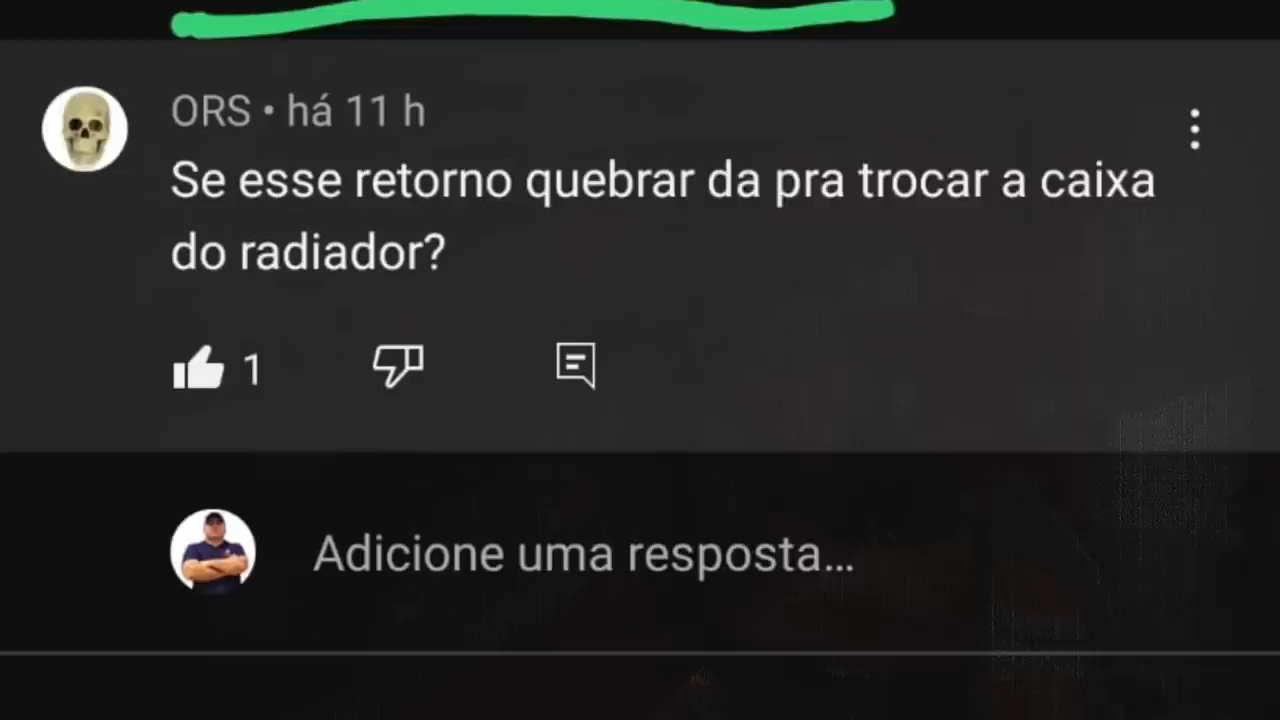 ORS • há 11 h
Se esse retorno quebrar da pra trocar a caixa
do radiador?
1
Adicione uma resposta...